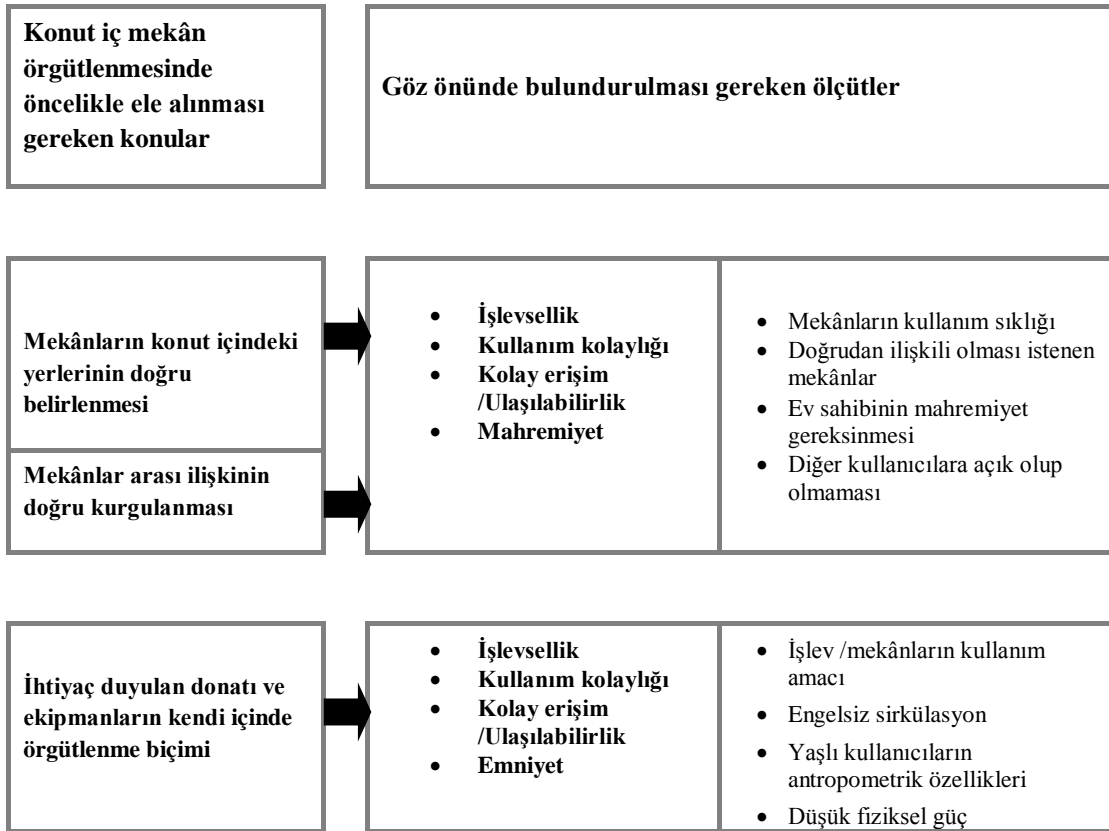 Konut iç mekân
örgütlenmesinde
öncelikle ele alınması
gereken konular
Göz önünde bulundurulması gereken ölçütler
Mekânların konut içindeki
yerlerinin doğru
belirlenmesi
Mekânlar arası ilişkinin
doğru kurgulanması
• İşlevsellik
• Kullanım kolaylığı
• Kolay erişim
/Ulaşılabilirlik
• Mahremiyet
• Mekânların kullanım sıklığı
• Doğrudan ilişkili olması istenen
mekânlar
• Ev sahibinin mahremiyet
gereksinmesi
• Diğer kullanıcılara açık olup
olmaması
İhtiyaç duyulan donatı ve
ekipmanların kendi içinde
örgütlenme biçimi
• İşlevsellik
• Kullanım kolaylığı
• Kolay erişim
/Ulaşılabilirlik
• Emniyet
• İşlev /mekânların kullanım
amacı
• Engelsiz sirkülasyon
• Yaşlı kullanıcıların
antropometrik özellikleri
• Düşük fiziksel güç